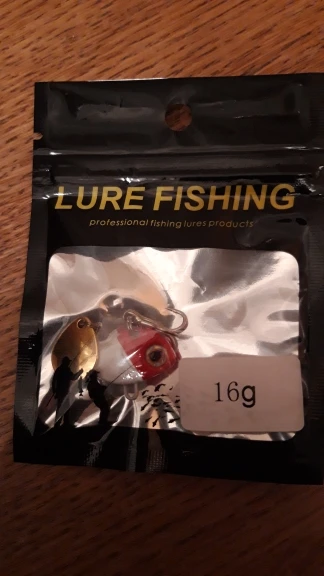 LURE FISHING
professional fishing lures products
16g